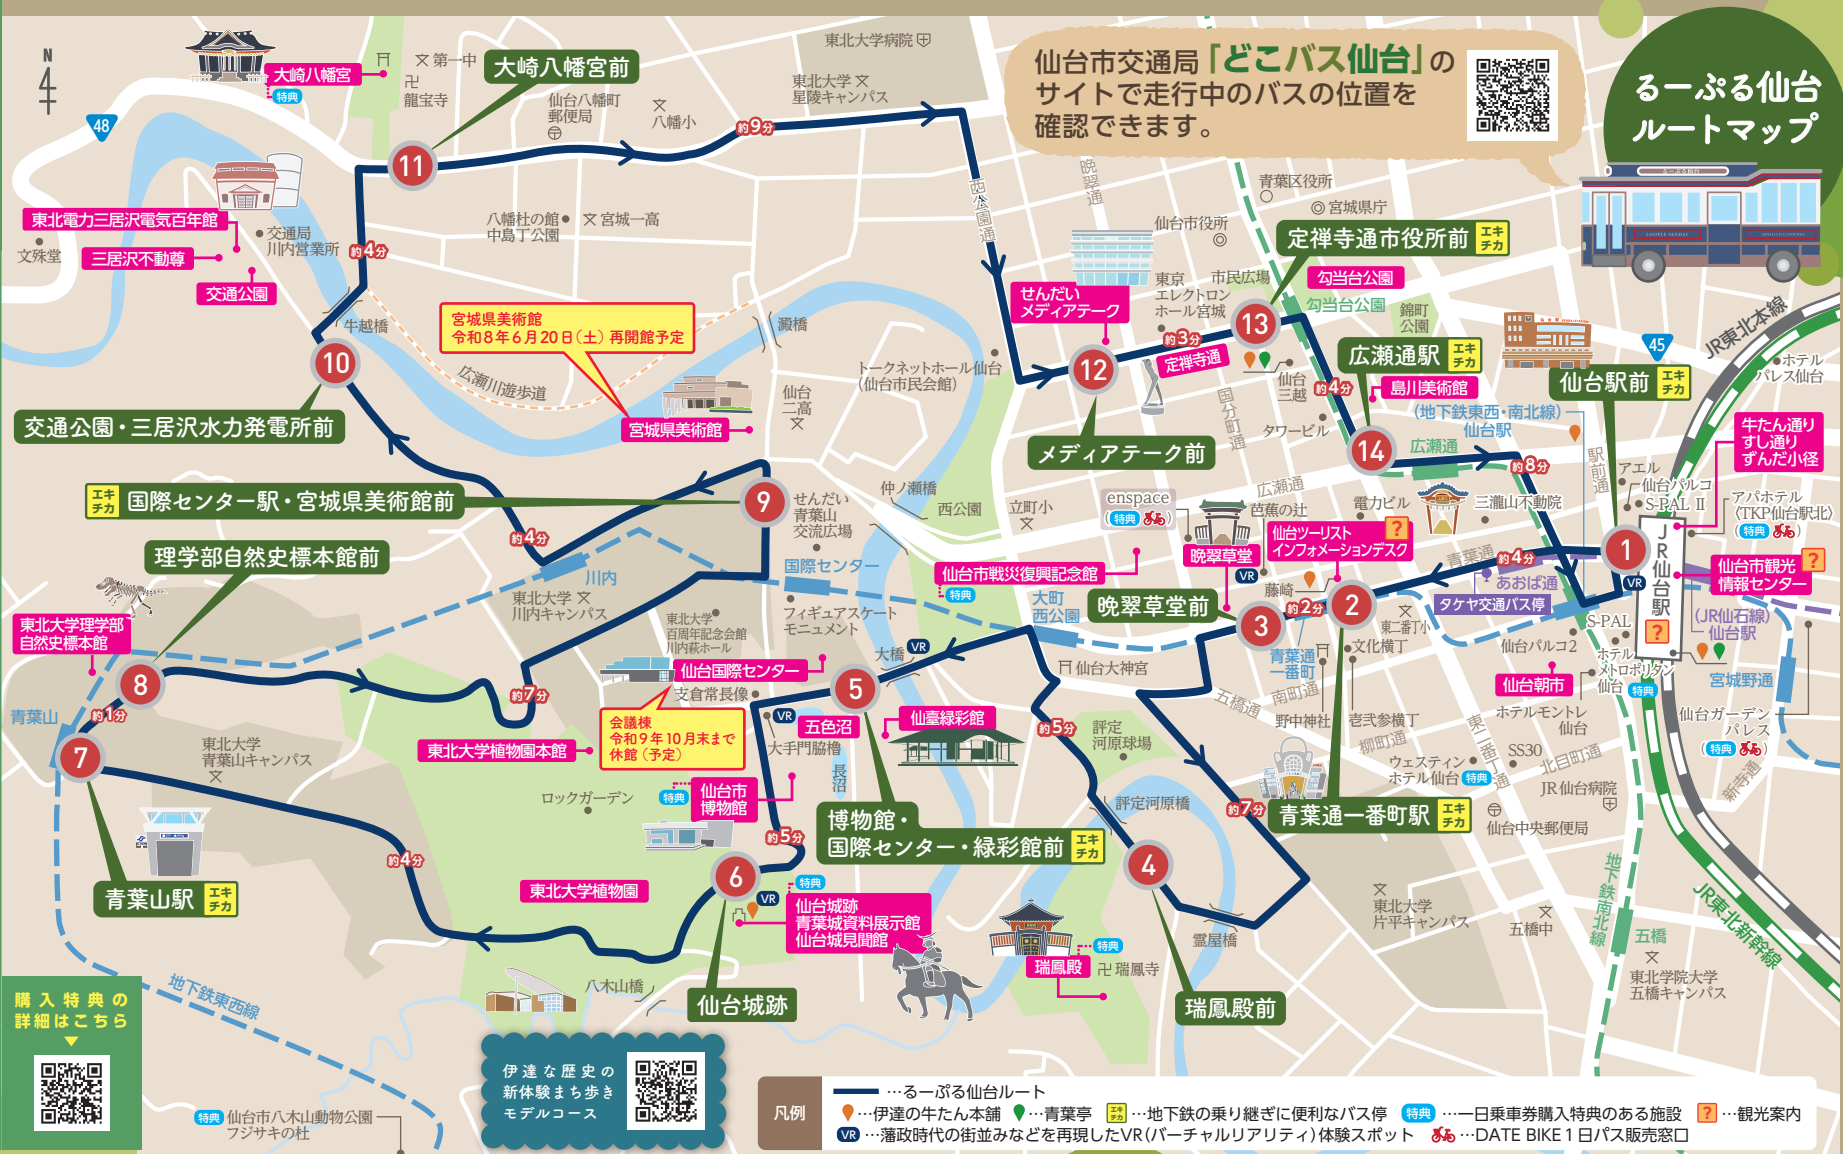 るーぷる仙台
ルートマップ
仙台市交通局「どこバス仙台」の
サイトで走行中のバスの位置を
確認できます。
N
48
大崎八幡宮
特典
第一中
龍宝寺
大崎八幡宮前
仙台八幡町
郵便局
八幡小
東北大学病院
東北大学
星陵キャンパス
11
約9分
西公園通
晩翠通
東北電力三居沢電気百年館
文殊堂
三居沢不動尊
交通公園
交通局
川内営業所
約4分
八幡杜の館
中島丁公園
宮城一高
牛越橋
10
交通公園・三居沢水力発電所前
広瀬川遊歩道
宮城県美術館
令和8年6月20日(土)再開館予定
澱橋
宮城県美術館
仙台
二高
トークネットホール仙台
(仙台市民会館)
青葉区役所
宮城県庁
仙台市役所
定禅寺通市役所前
エキチカ
勾当台公園
市民広場
勾当台公園
錦町
公園
東京
エレクトロン
ホール宮城
せんだい
メディアテーク
12
約3分
定禅寺通
13
仙台
三越
約4分
広瀬通駅
エキチカ
島川美術館
(地下鉄東西・南北線)
仙台駅
国分町通
タワービル
メディアテーク前
14
広瀬通
約8分
仙台駅前
エキチカ
45
JR東北本線
ホテル
パレス仙台
牛たん通り
すし通り
ずんだ小径
駅前通
アエル
仙台パルコ
S-PAL II
アパホテル
〈TKP仙台駅北〉
(特典)
JR仙台駅
仙台市観光
情報センター
?
(JR仙石線)
仙台駅
宮城野通
仙台ガーデン
パレス
(特典)
新寺通
エキチカ
国際センター駅・宮城県美術館前
9
約4分
せんだい
青葉山
交流広場
仲ノ瀬橋
西公園
立町小
enspace
(特典)
広瀬通
芭蕉の辻
電力ビル
三瀧山不動院
仙台ツーリスト
インフォメーションデスク
?
晩翠草堂
VR
藤崎
青葉通
約4分
あおば通
タケヤ交通バス停
1
VR
理学部自然史標本館前
川内
東北大学
川内キャンパス
国際センター
仙台市戦災復興記念館
特典
大町
西公園
晩翠草堂前
3
約2分
2
東二番丁小
青葉通
一番町
文化横丁
S-PAL
仙台パルコ2
ホテル
メトロポリタン
仙台
特典
仙台朝市
ホテルモントレ
仙台
東北大学理学部
自然史標本館
8
約1分
青葉山
7
約7分
東北大学
百周年記念会館
川内萩ホール
フィギュアスケート
モニュメント
仙台国際センター
支倉常長像
大橋
VR
5
仙台大神宮
五橋通
南町通
野中神社
壱弐参横丁
柳町通
東二番丁通
SS30
北目町通
ウェスティン
ホテル仙台
特典
JR仙台病院
仙台中央郵便局
会議棟
令和9年10月末まで
休館(予定)
VR
大手門脇櫓
五色沼
仙臺緑彩館
長沼
約5分
評定
河原球場
東北大学
青葉山キャンパス
東北大学植物園本館
ロックガーデン
特典
仙台市
博物館
約5分
博物館・
国際センター・緑彩館前
エキチカ
評定河原橋
約7分
青葉通一番町駅
エキチカ
青葉山駅
エキチカ
約4分
東北大学植物園
6
VR
特典
仙台城跡
青葉城資料展示館
仙台城見聞館
4
霊屋橋
東北大学
片平キャンパス
五橋中
地下鉄南北線
五橋
東北学院大学
五橋キャンパス
JR東北新幹線
特典
瑞鳳殿
瑞鳳寺
瑞鳳殿前
八木山橋
仙台城跡
地下鉄東西線
購入特典の
詳細はこちら
伊達な歴史の
新体験まち歩き
モデルコース
特典
仙台市八木山動物公園
フジサキの杜
凡例
…るーぷる仙台ルート
…伊達の牛たん本舗
…青葉亭
エキチカ…地下鉄の乗り継ぎに便利なバス停
特典…一日乗車券購入特典のある施設
?…観光案内
VR…藩政時代の街並みなどを再現したVR(バーチャルリアリティ)体験スポット
…DATE BIKE 1日パス販売窓口